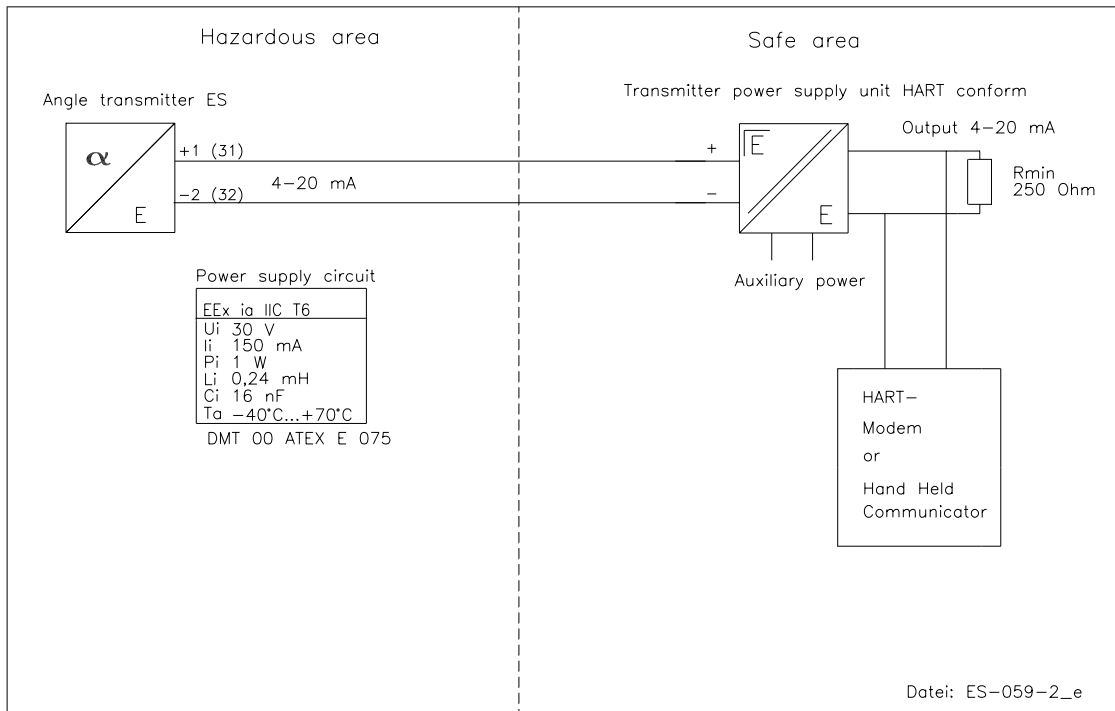 Hazardous area
Safe area
Angle transmitter ES
Transmitter power supply unit HART conform
Output 4-20 mA
α
E
+1 (31)
4-20 mA
-2 (32)
+
-
E
E
Rmin
250 Ohm
Auxiliary power
Power supply circuit
EEx ia IIC T6
Ui 30 V
Ii 150 mA
Pi 1 W
Li 0,24 mH
Ci 16 nF
Ta -40°C...+70°C
DMT 00 ATEX E 075
HART-
Modem
or
Hand Held
Communicator
Datei: ES-059-2_e